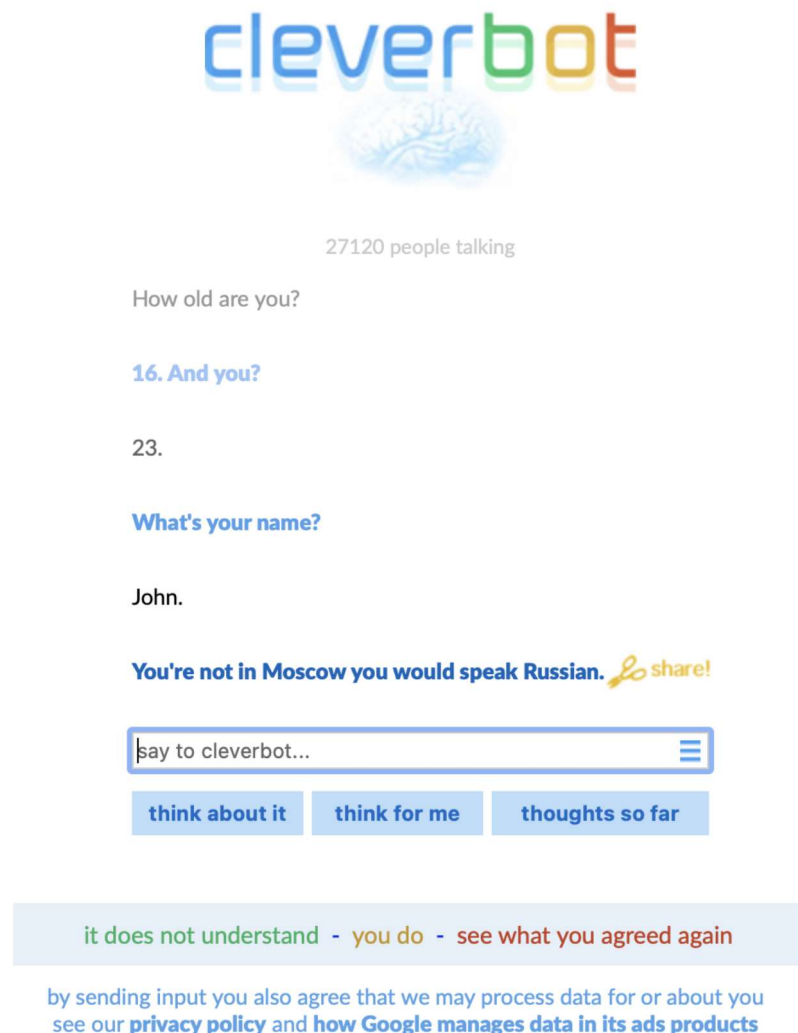 cleverbot
27120 people talking
How old are you?
16. And you?
23.
What's your name?
John.
You're not in Moscow you would speak Russian. share!
say to cleverbot...
think about it think for me thoughts so far
it does not understand - you do - see what you agreed again
by sending input you also agree that we may process data for or about you
see our privacy policy and how Google manages data in its ads products